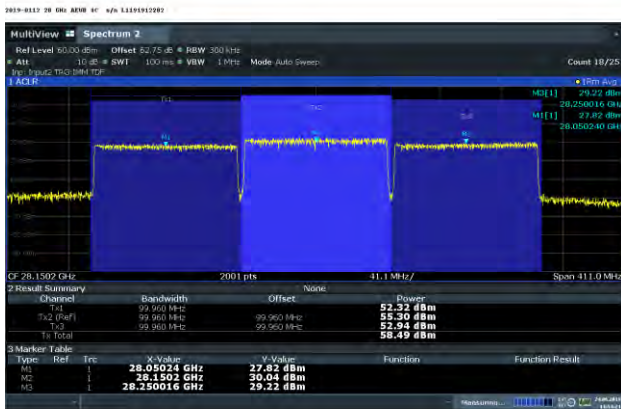 2019-0112 28 GHz AEWB 4C s/n L1191912202
MultiView Spectrum 2
Ref Level 60.00 dBm Offset 62.75 dB RBW 300 kHz
Att 10 dB SWT 100 ms VBW 1 MHz Mode Auto Sweep Count 18/25
Inp: Input2 TRG:IMM TDF
1 ACLR 1Rm Avg
M3[1] 29.22 dBm
28.250016 GHz
M1[1] 27.82 dBm
28.050240 GHz
Tx1
M1
CF 28.1502 GHz 2001 pts 41.1 MHz/ Span 411.0 MHz
2 Result Summary None
Channel Bandwidth Offset Power
Tx1 99.960 MHz 52.32 dBm
Tx2 (Ref) 99.960 MHz 99.960 MHz 55.30 dBm
Tx3 99.960 MHz 99.960 MHz 52.94 dBm
Tx Total 58.49 dBm
3 Marker Table
Type Ref Trc X-Value Y-Value Function Function Result
M1 1 28.05024 GHz 27.82 dBm
M2 1 28.1502 GHz 30.04 dBm
M3 1 28.250016 GHz 29.22 dBm
Measuring...